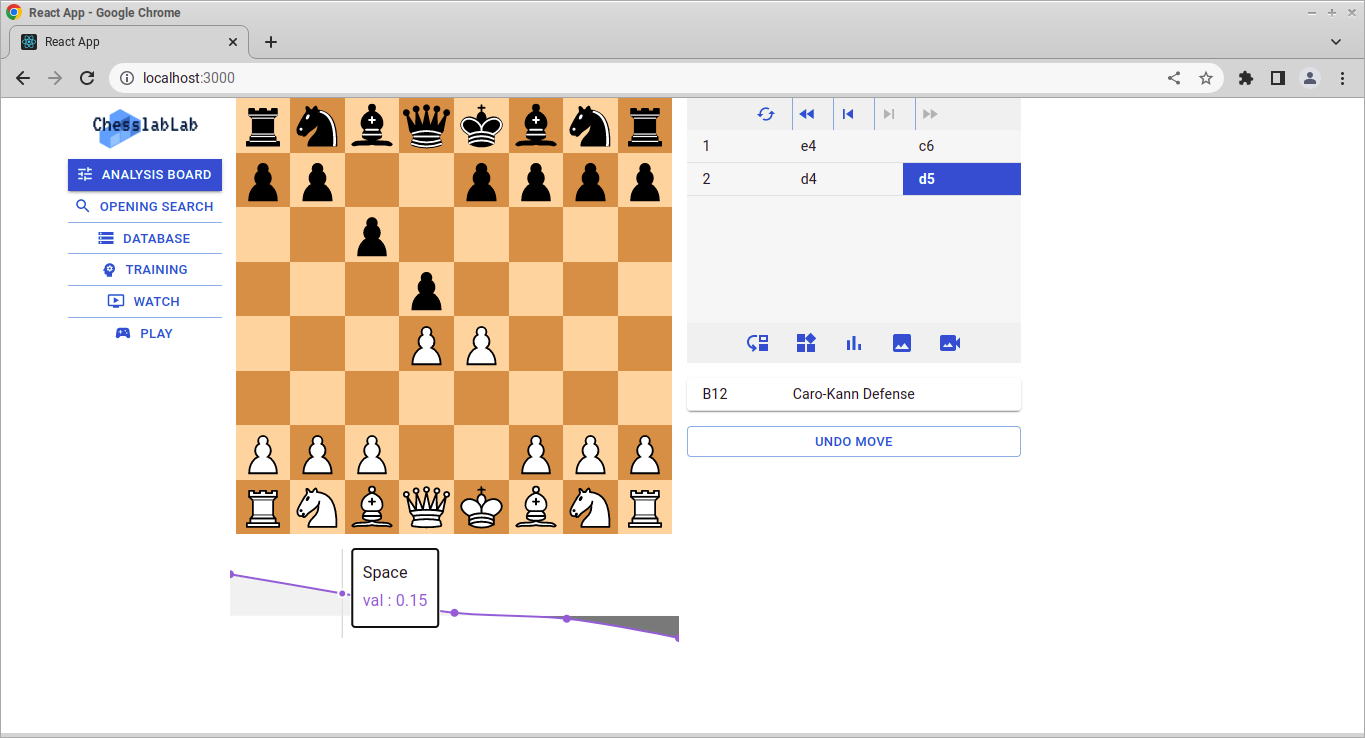 React App - Google Chrome
React App
localhost:3000
ChesslabLab
ANALYSIS BOARD
OPENING SEARCH
DATABASE
TRAINING
WATCH
PLAY
1 e4 c6
2 d4 d5
B12 Caro-Kann Defense
UNDO MOVE
Space
val : 0.15